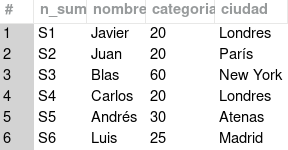 # n_sum nombre categoria ciudad
1 S1 Javier 20 Londres
2 S2 Juan 20 París
3 S3 Blas 60 New York
4 S4 Carlos 20 Londres
5 S5 Andrés 30 Atenas
6 S6 Luis 25 Madrid